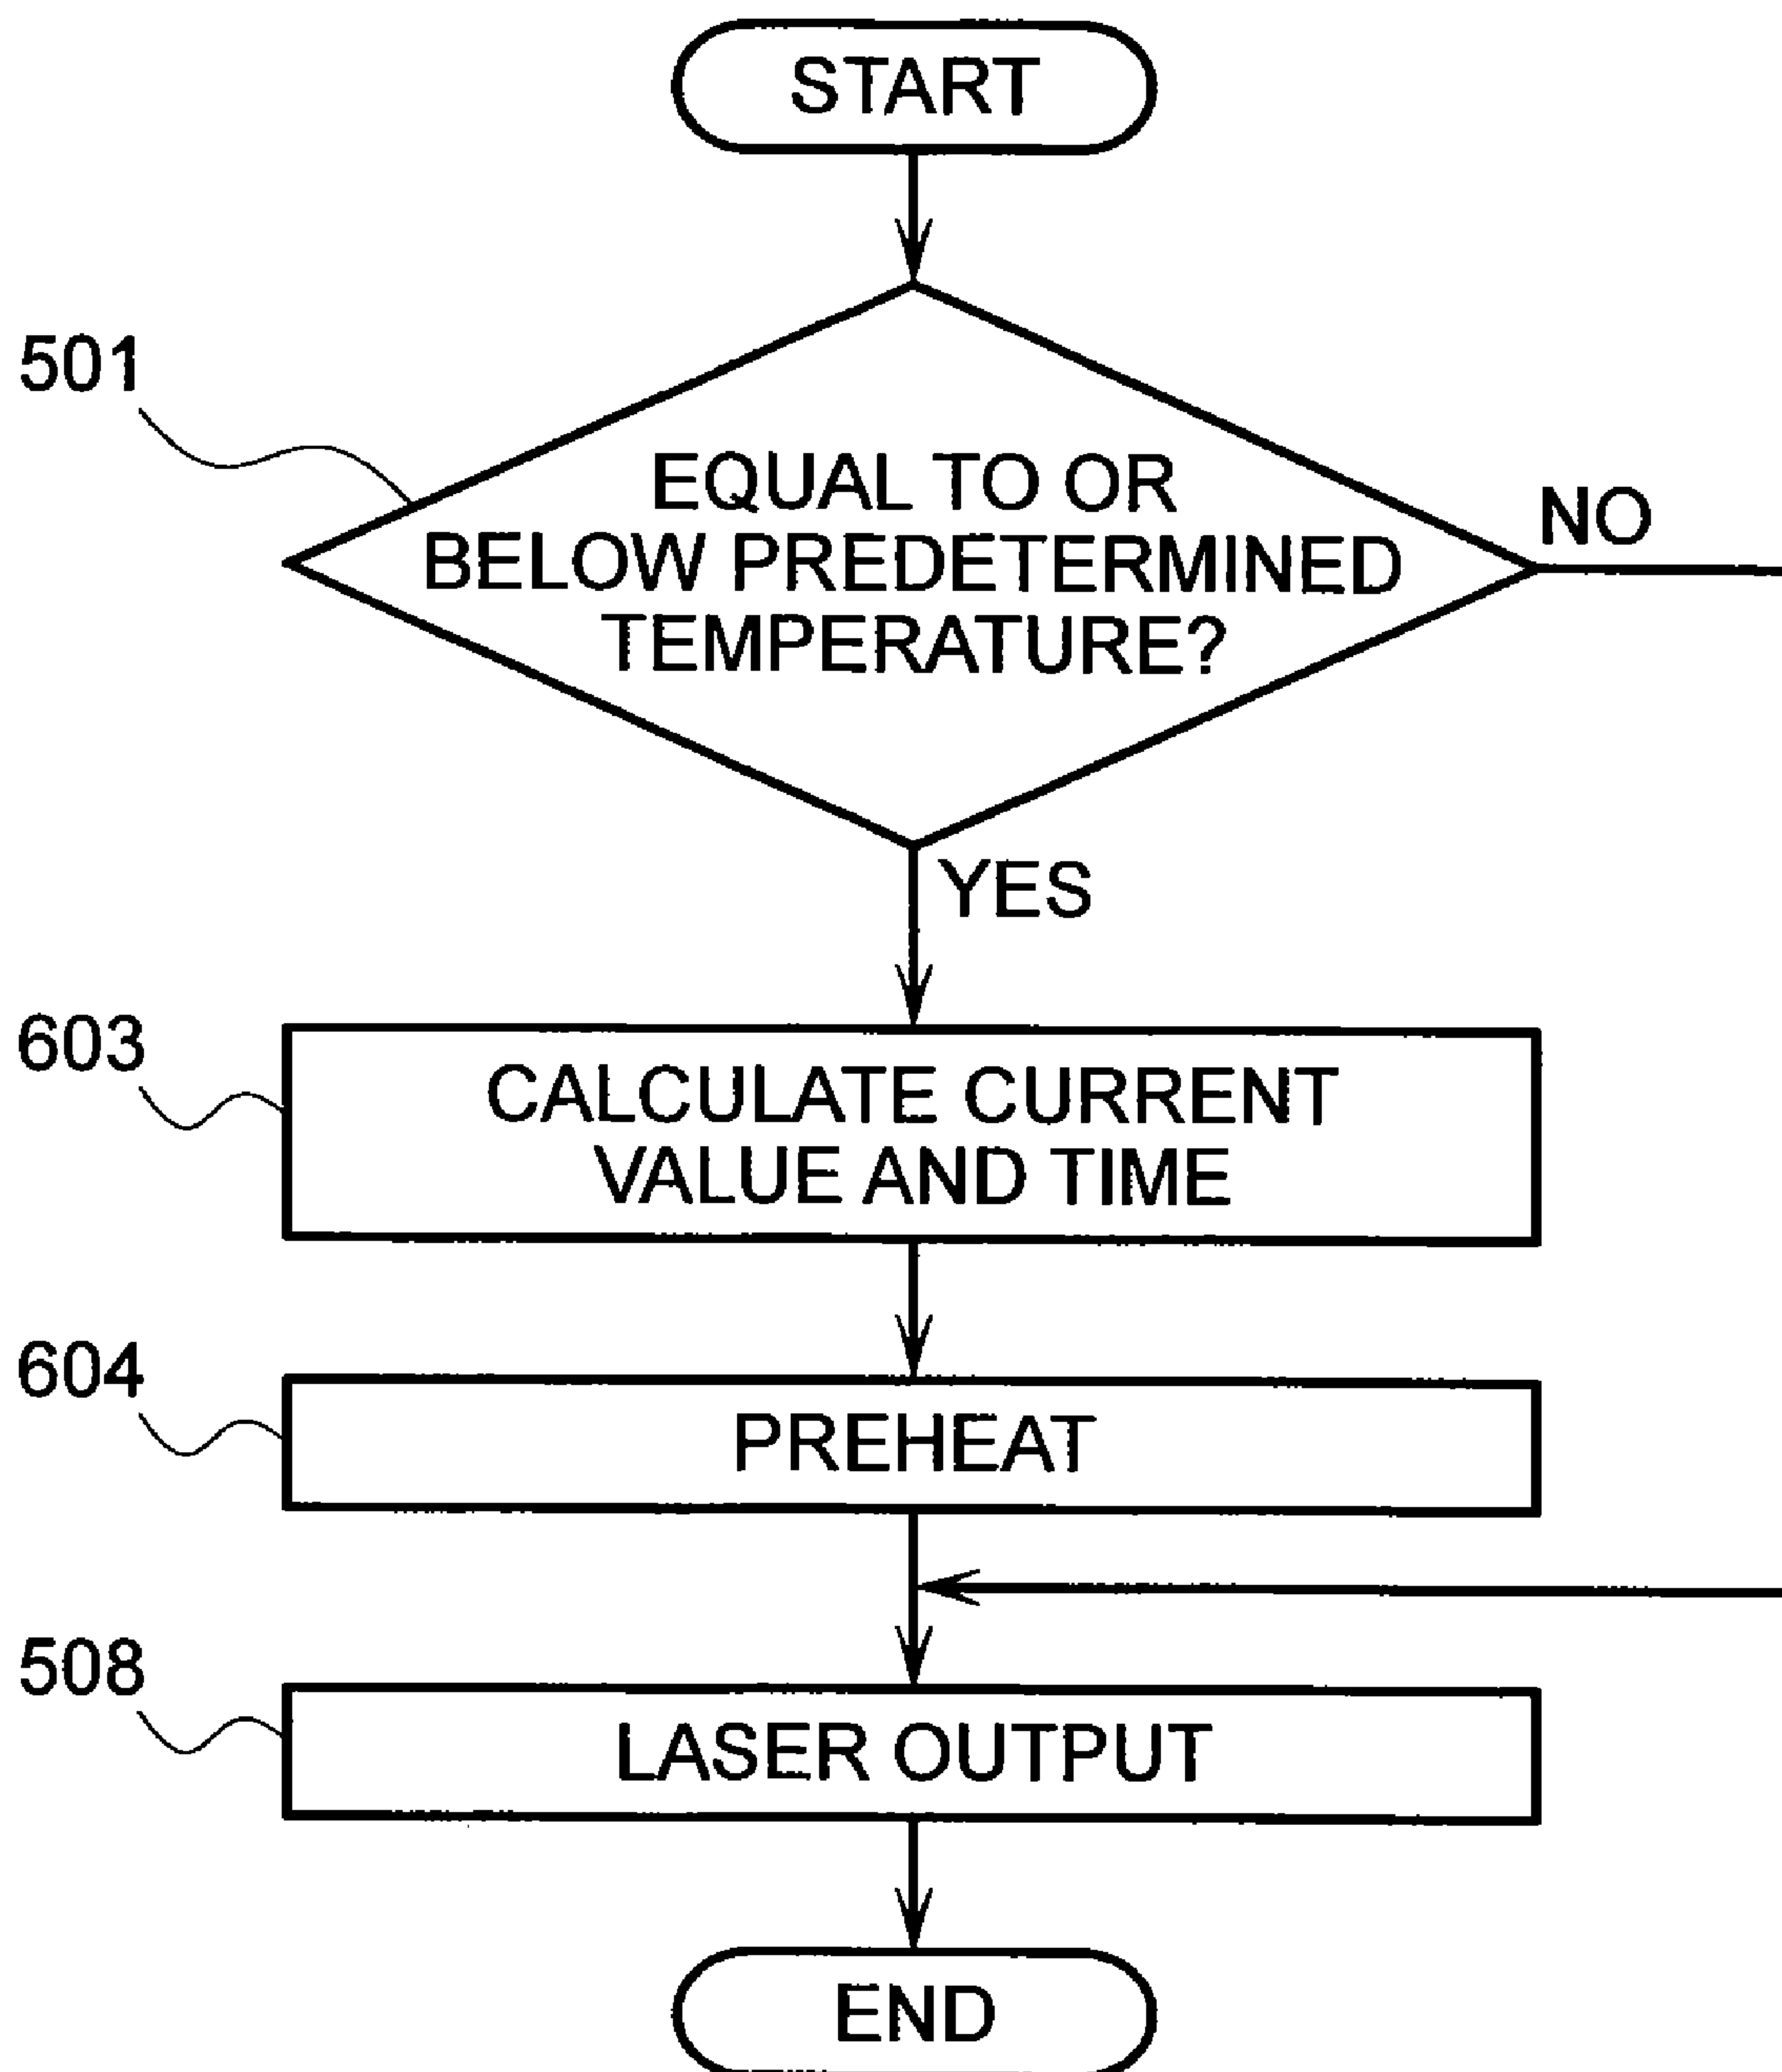 START
501
EQUAL TO OR
BELOW PREDETERMINED
TEMPERATURE?
NO
YES
603
CALCULATE CURRENT
VALUE AND TIME
604
PREHEAT
508
LASER OUTPUT
END